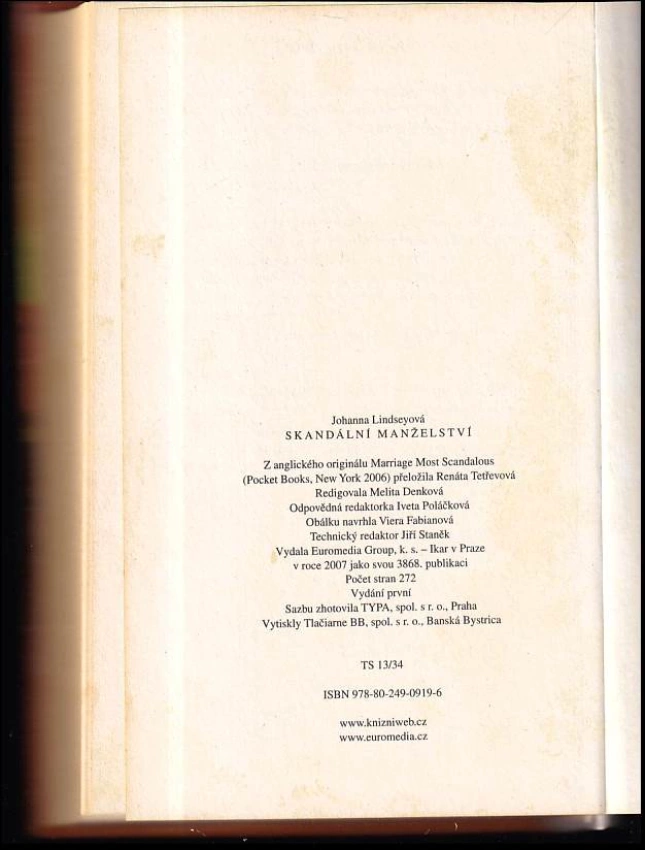 Johanna Lindseyová
SKANDÁLNÍ MANŽELSTVÍ
Z anglického originálu Marriage Most Scandalous
(Pocket Books, New York 2006) přeložila Renáta Tetřevová
Redigovala Melita Denková
Odpovědná redaktorka Iveta Poláčková
Obálku navrhla Viera Fabianová
Technický redaktor Jiří Staněk
Vydala Euromedia Group, k. s. – Ikar v Praze
v roce 2007 jako svou 3868. publikaci
Počet stran 272
Vydání první
Sazbu zhotovila TYPA, spol. s r. o., Praha
Vytiskly Tlačiarne BB, spol. s r. o., Banská Bystrica
TS 13/34
ISBN 978-80-249-0919-6
www.knizniweb.cz
www.euromedia.cz